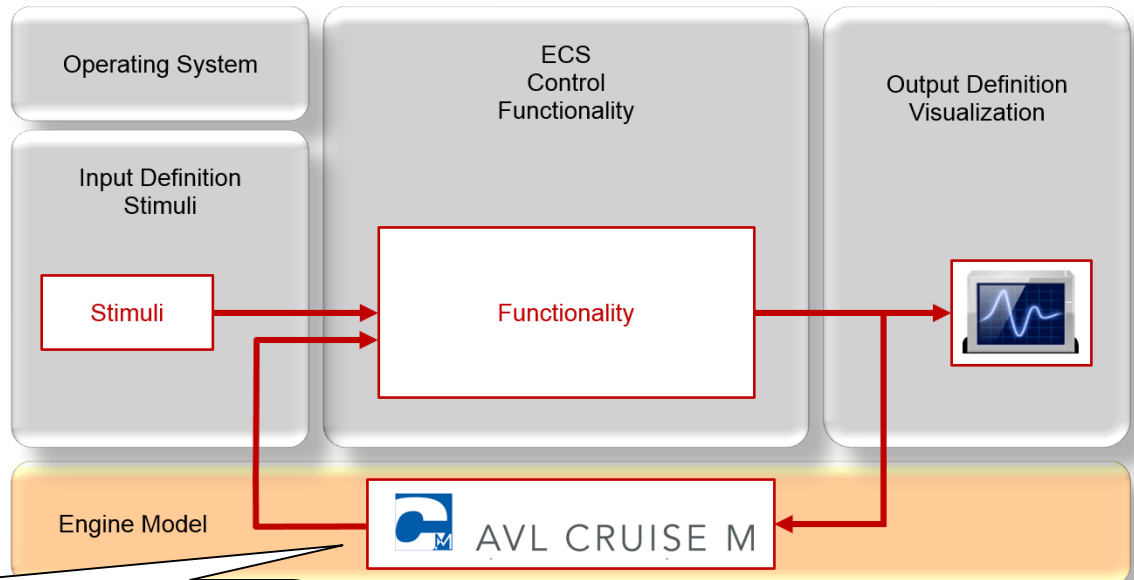 Operating System
ECS
Control
Functionality
Output Definition
Visualization
Input Definition
Stimuli
Stimuli
Functionality
Engine Model
C
M
AVL CRUISE M